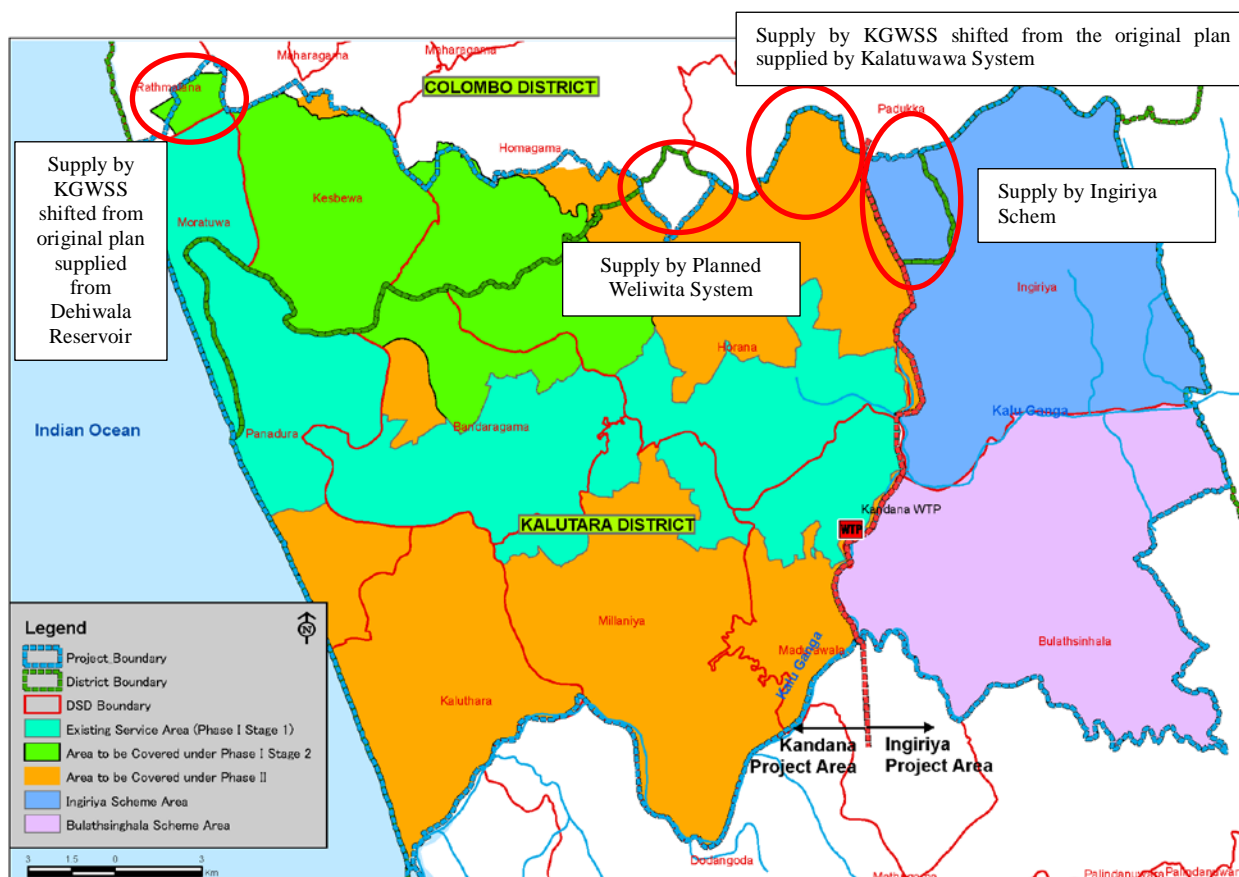 Supply by KGWSS shifted from the original plan
supplied by Kalatuwawa System
Maharagama
Maharagama
Rathmalana
COLOMBO DISTRICT
Padukka
Homagama
Supply by
KGWSS
shifted from
original plan
supplied
from
Dehiwala
Reservoir
Kesbewa
Supply by Ingiriya
Schem
Moratuwa
Supply by Planned
Weliwita System
Ingiriya
Horana
Kalu Ganga
Indian Ocean
Panadura
Bandaragama
Kandana WTP
KALUTARA DISTRICT
WTP
Legend
N
Project Boundary
District Boundary
DSD Boundary
Existing Service Area (Phase I Stage 1)
Area to be Covered under Phase I Stage 2
Area to be Covered under Phase II
Ingiriya Scheme Area
Bulathsinghala Scheme Area
3 1.5 0 3
Km
Millaniya
Bulathsinhala
Kalu Ganga
Kaluthara
Kandana
Project Area
Ingiriya
Project Area
Dodangoda